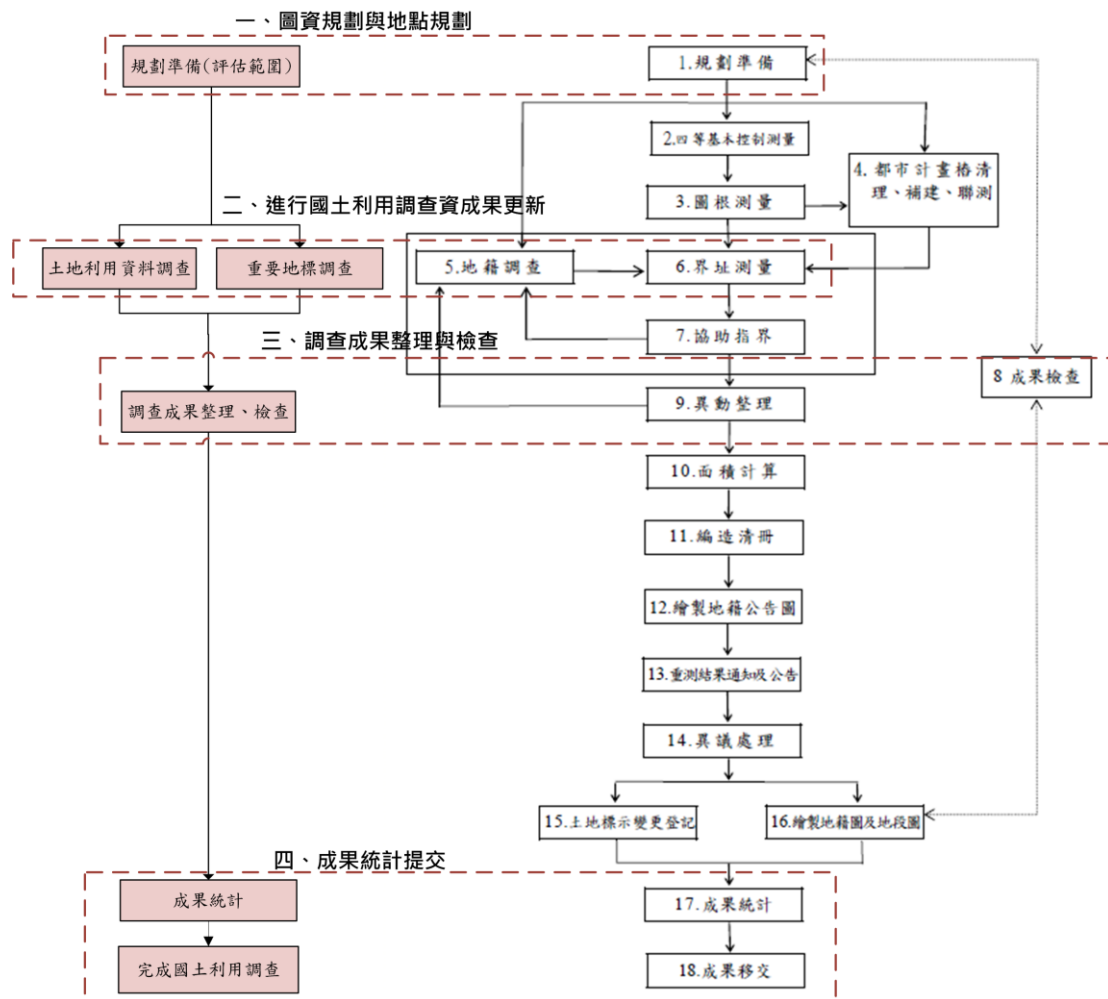 一、圖資規劃與地點規劃
規劃準備(評估範圍)
1.規劃準備
2.四等基本控制測量
4.都市計畫樁清
理、補建、聯測
3.圖根測量
二、進行國土利用調查資成果更新
土地利用資料調查
重要地標調查
5.地籍調查
6.界址測量
7.協助指界
三、調查成果整理與檢查
8 成果檢查
調查成果整理、檢查
9.異動整理
10.面積計算
11.編造清冊
12.繪製地籍公告圖
13.重測結果通知及公告
14.異議處理
15.土地標示變更登記
16.繪製地籍圖及地段圖
四、成果統計提交
成果統計
17.成果統計
完成國土利用調查
18.成果移交